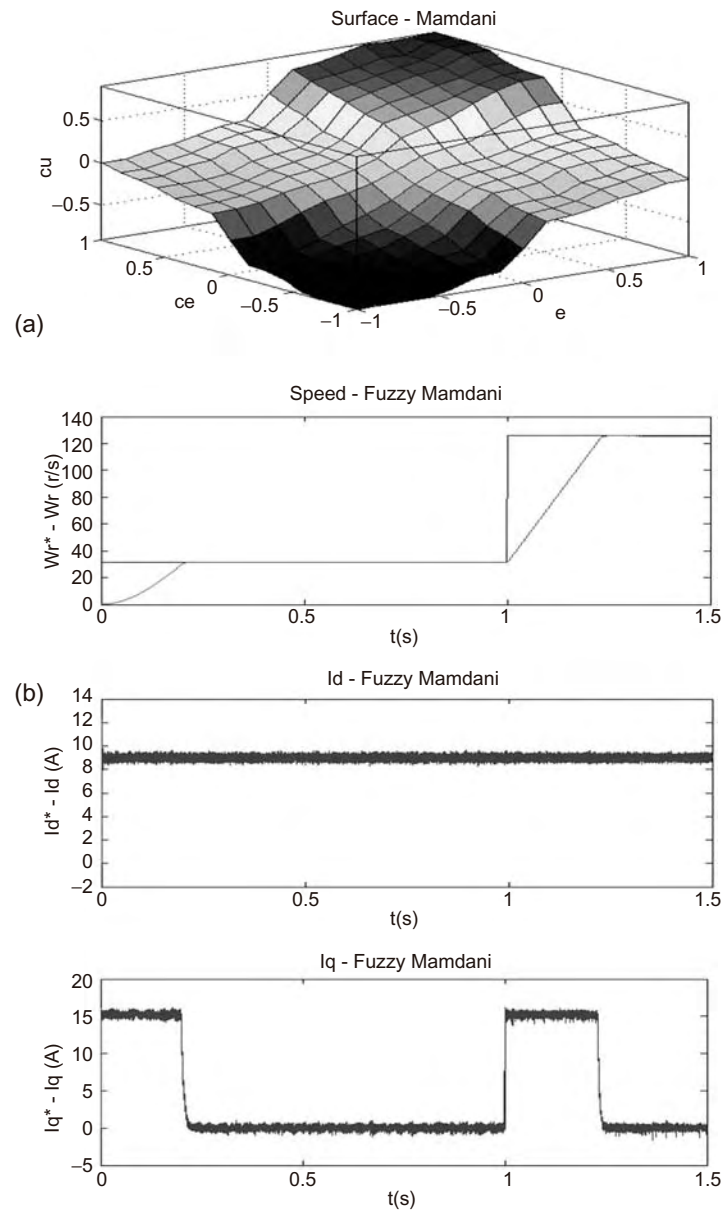 Surface - Mamdani
cu
0.5
0
−0.5
1
0.5
0
−0.5
−1
ce
−1
−0.5
0
0.5
1
e
(a)
Speed - Fuzzy Mamdani
Wr* - Wr (r/s)
140
120
100
80
60
40
20
0
0 0.5 1 1.5
t(s)
(b)
Id - Fuzzy Mamdani
Id* - Id (A)
14
12
10
8
6
4
2
0
−2
0 0.5 1 1.5
t(s)
Iq - Fuzzy Mamdani
Iq* - Iq (A)
20
15
10
5
0
−5
0 0.5 1 1.5
t(s)